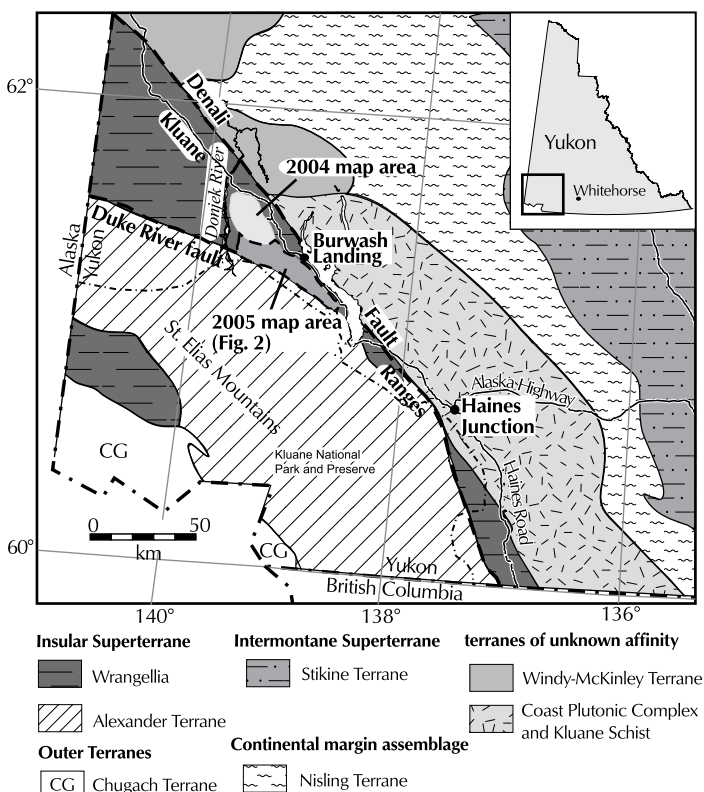 62°
60°
140°
138°
136°
Denali
Kluane
Domek River
2004 map area
Duke River fault
Alaska
Yukon
Burwash
Landing
2005 map area
(Fig. 2)
Fault
Ranges
St. Elias Mountains
Alaska Highway
Haines
Junction
Haines Road
Kluane National
Park and Preserve
CG
CG
0 50
km
Yukon
British Columbia
Yukon
Whitehorse
Insular Superterrane
Wrangellia
Alexander Terrane
Outer Terranes
CG Chugach Terrane
Intermontane Superterrane
Stikine Terrane
Continental margin assemblage
Nisling Terrane
terranes of unknown affinity
Windy-McKinley Terrane
Coast Plutonic Complex
and Kluane Schist